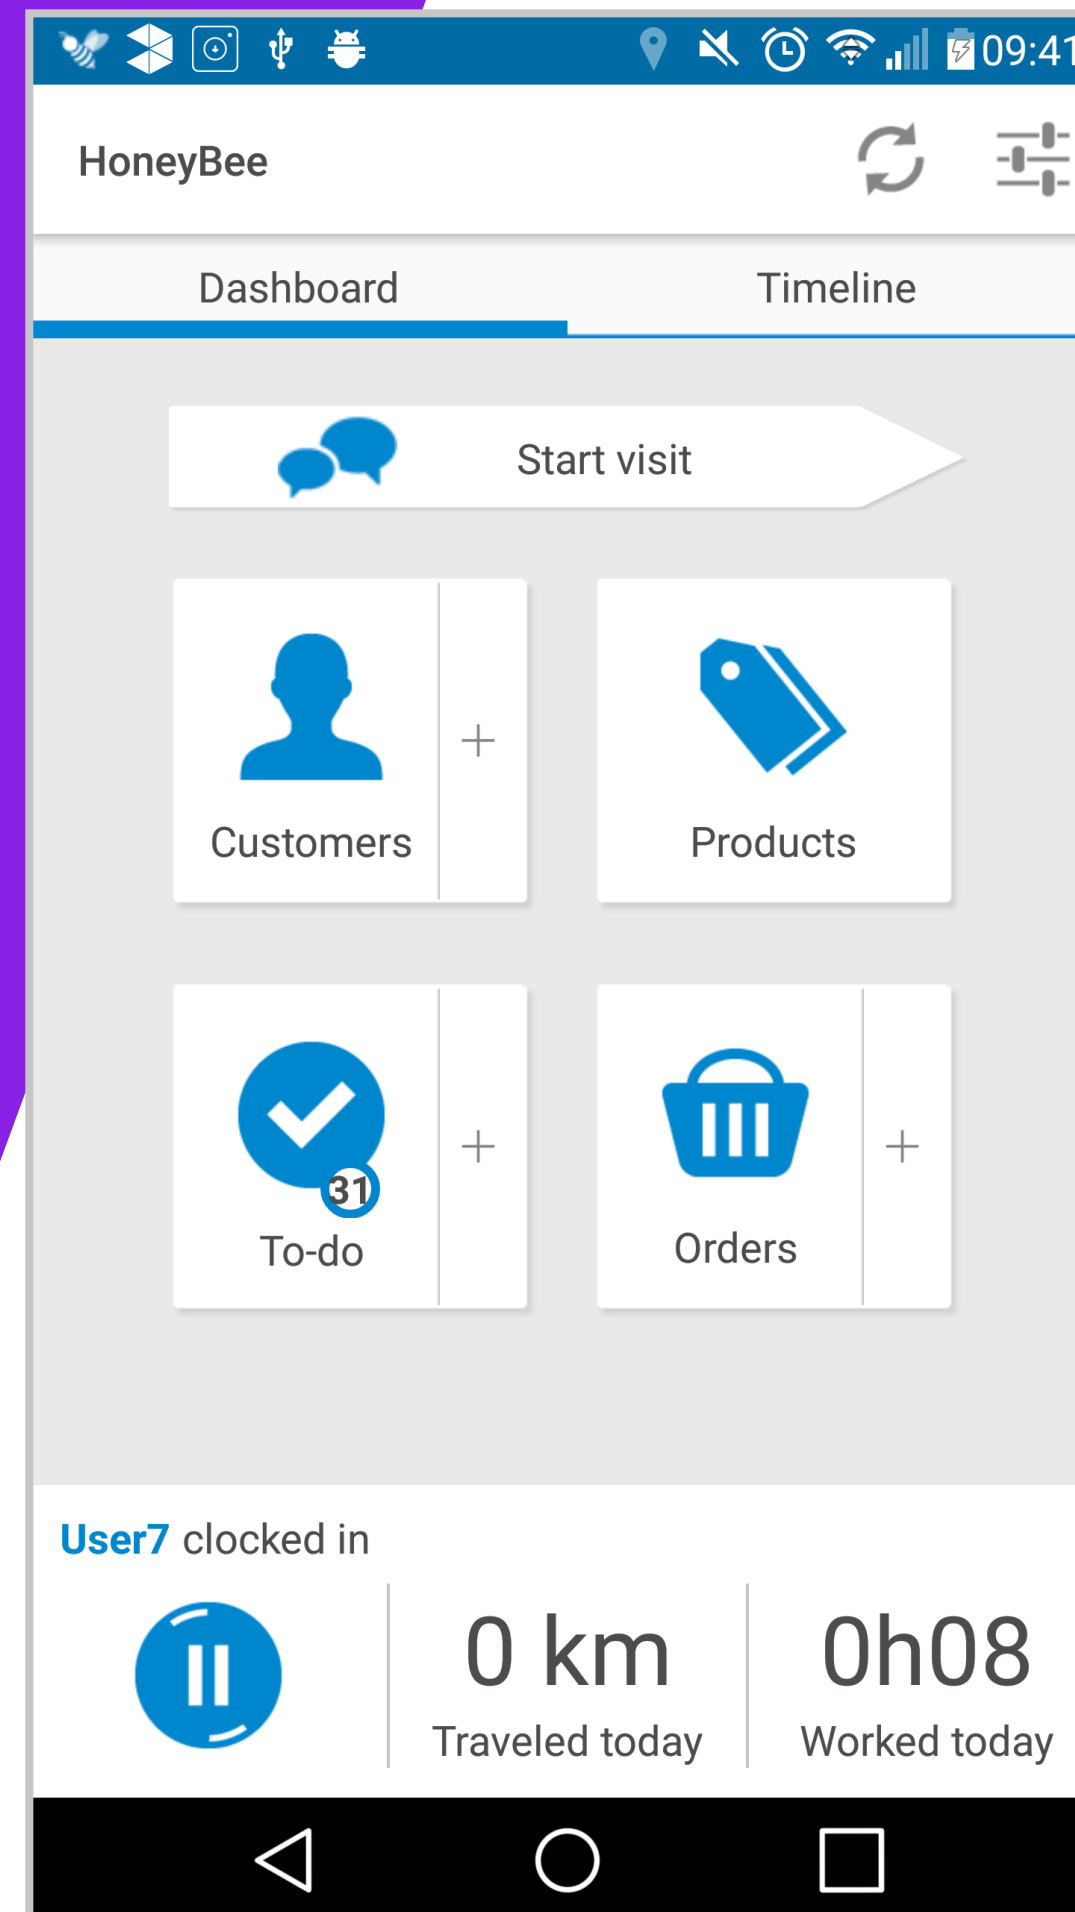 09:41
HoneyBee
Dashboard
Timeline
Start visit
Customers
+
Products
31
To-do
+
Orders
+
User7 clocked in
0 km
Traveled today
0h08
Worked today